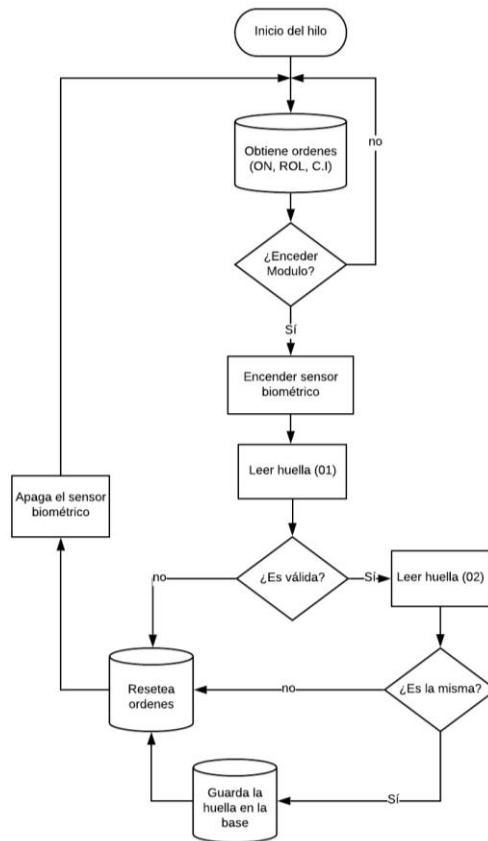 Inicio del hilo
Obtiene ordenes
(ON, ROL, C.I)
no
¿Enceder
Modulo?
Sí
Encender sensor
biométrico
Leer huella (01)
Apaga el sensor
biométrico
¿Es válida?
no
Sí
Leer huella (02)
¿Es la misma?
no
Resetea
ordenes
Sí
Guarda la
huella en la
base